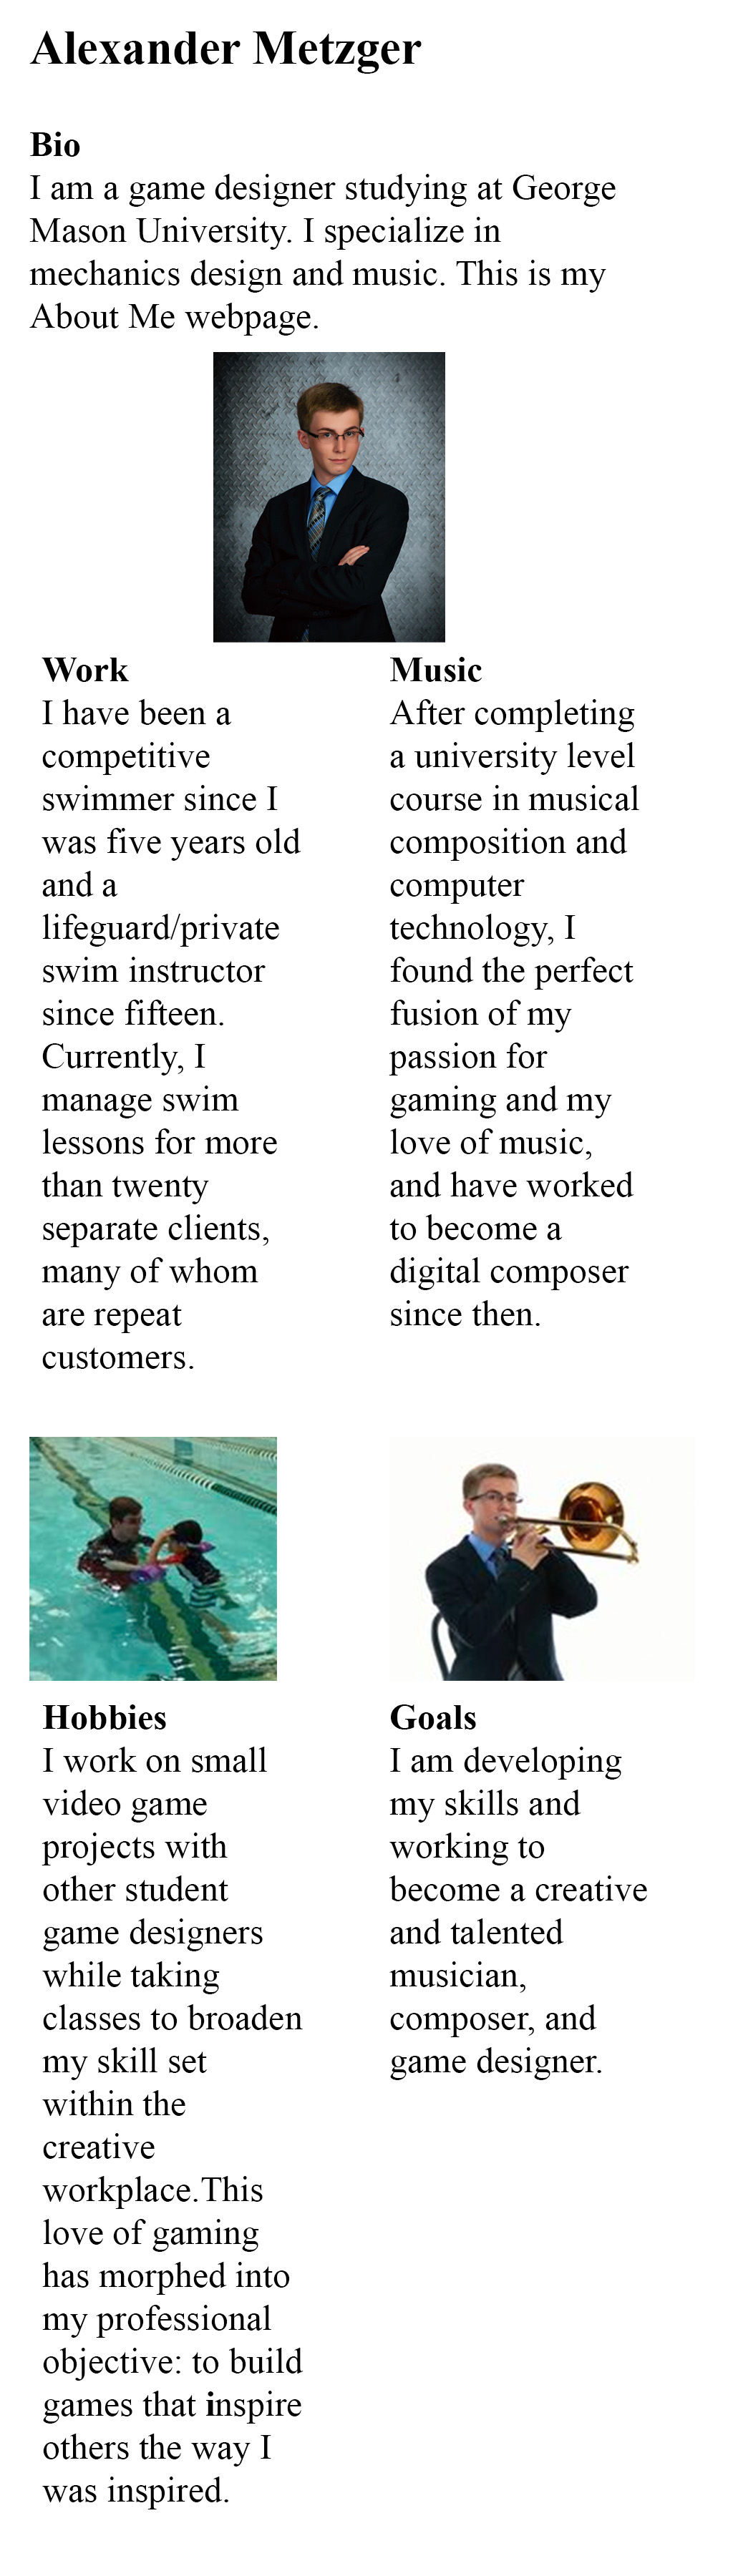 Alexander Metzger
Bio
I am a game designer studying at George
Mason University. I specialize in
mechanics design and music. This is my
About Me webpage.
Work
I have been a
competitive
swimmer since I
was five years old
and a
lifeguard/private
swim instructor
since fifteen.
Currently, I
manage swim
lessons for more
than twenty
separate clients,
many of whom
are repeat
customers.
Music
After completing
a university level
course in musical
composition and
computer
technology, I
found the perfect
fusion of my
passion for
gaming and my
love of music,
and have worked
to become a
digital composer
since then.
Hobbies
I work on small
video game
projects with
other student
game designers
while taking
classes to broaden
my skill set
within the
creative
workplace.This
love of gaming
has morphed into
my professional
objective: to build
games that inspire
others the way I
was inspired.
Goals
I am developing
my skills and
working to
become a creative
and talented
musician,
composer, and
game designer.